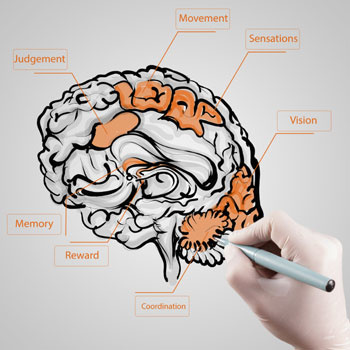 Movement
Sensations
Judgement
Vision
Memory
Reward
Coordination